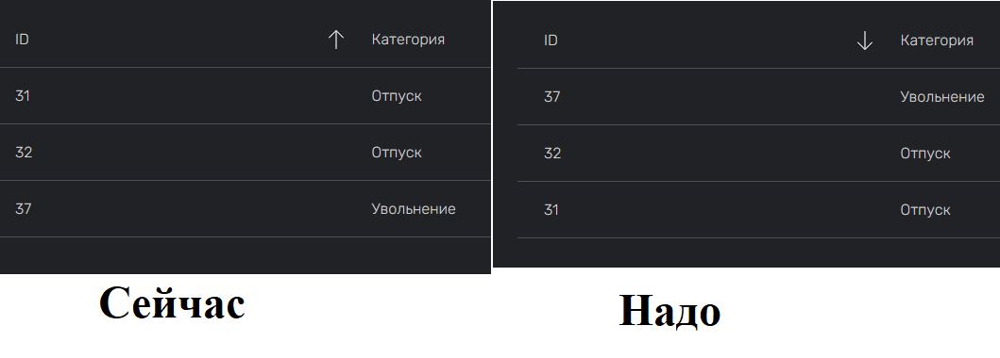 ID Категория
31 Отпуск
32 Отпуск
37 Увольнение
Сейчас
ID Категория
37 Увольнение
32 Отпуск
31 Отпуск
Надо